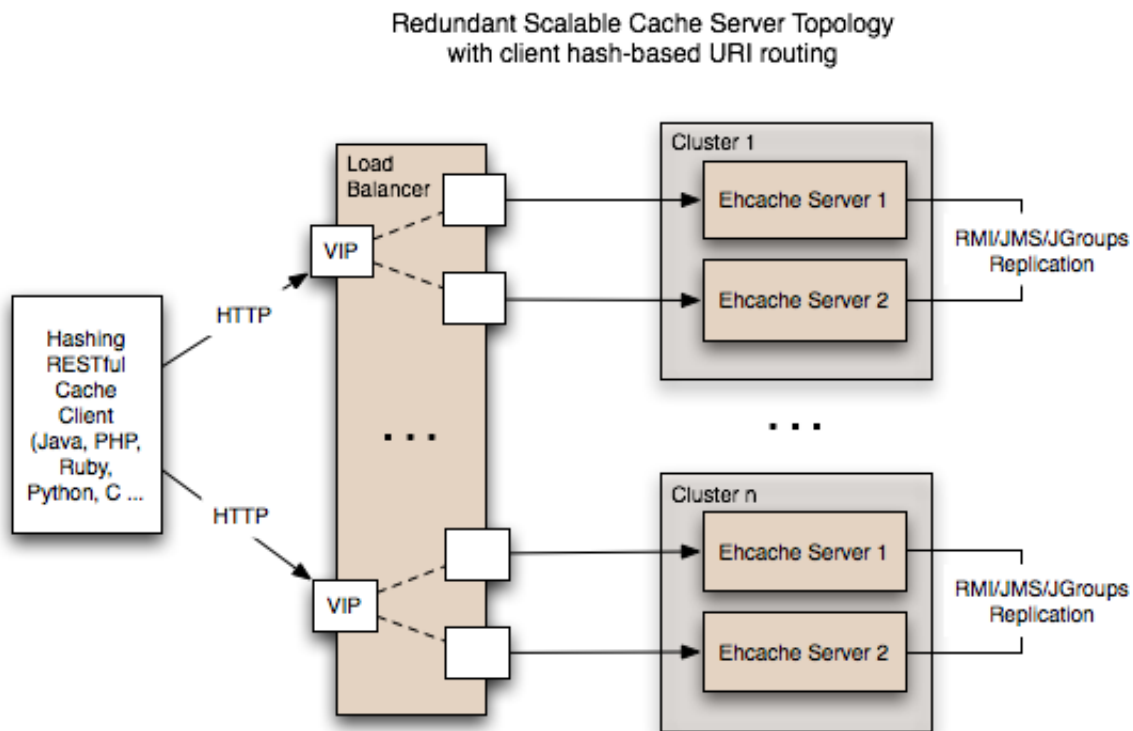 Redundant Scalable Cache Server Topology
with client hash-based URI routing
Load
Balancer
VIP
HTTP
Hashing
RESTful
Cache
Client
(Java, PHP,
Ruby,
Python, C ...
HTTP
VIP
...
Cluster 1
Ehcache Server 1
Ehcache Server 2
RMI/JMS/JGroups
Replication
...
Cluster n
Ehcache Server 1
Ehcache Server 2
RMI/JMS/JGroups
Replication